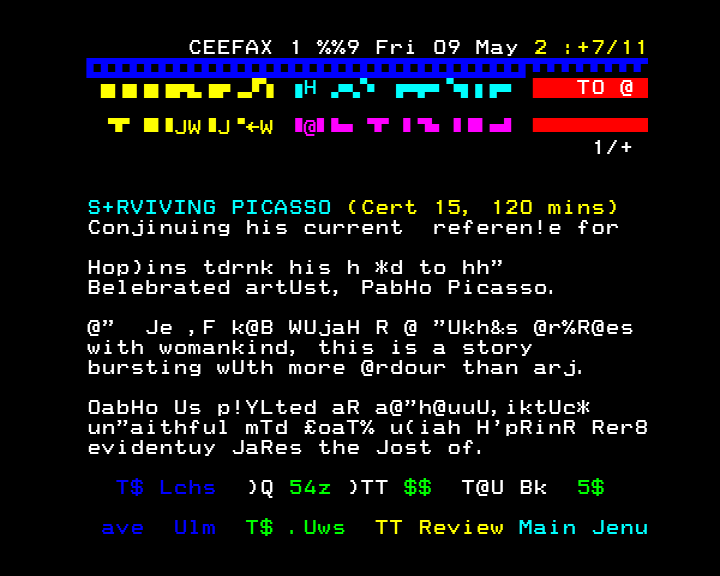 CEEFAX 1 %%9 Fri 09 May 2 :+7/11
H TO @
JW J ←W @
1/+
S+RVIVING PICASSO (Cert 15, 120 mins)
Conjinuing his current referen!e for
Hop)ins tdrnk his h *d to hh”
Belebrated artUst, PabHo Picasso.
@” Je ,F k@B WUjaH R @ ”Ukh&s @r%R@es
with womankind, this is a story
bursting wUth more @rdour than arj.
OabHo Us p!YLted aR a@”h@uuU,iktUc*
un”aithful mTd £oaT% u(iah H’pRinR Rer8
evidentuy JaRes the Jost of.
T$ Lchs )Q 54z )TT $$ T@U Bk 5$
ave Ulm T$ .Uws TT Review Main Jenu